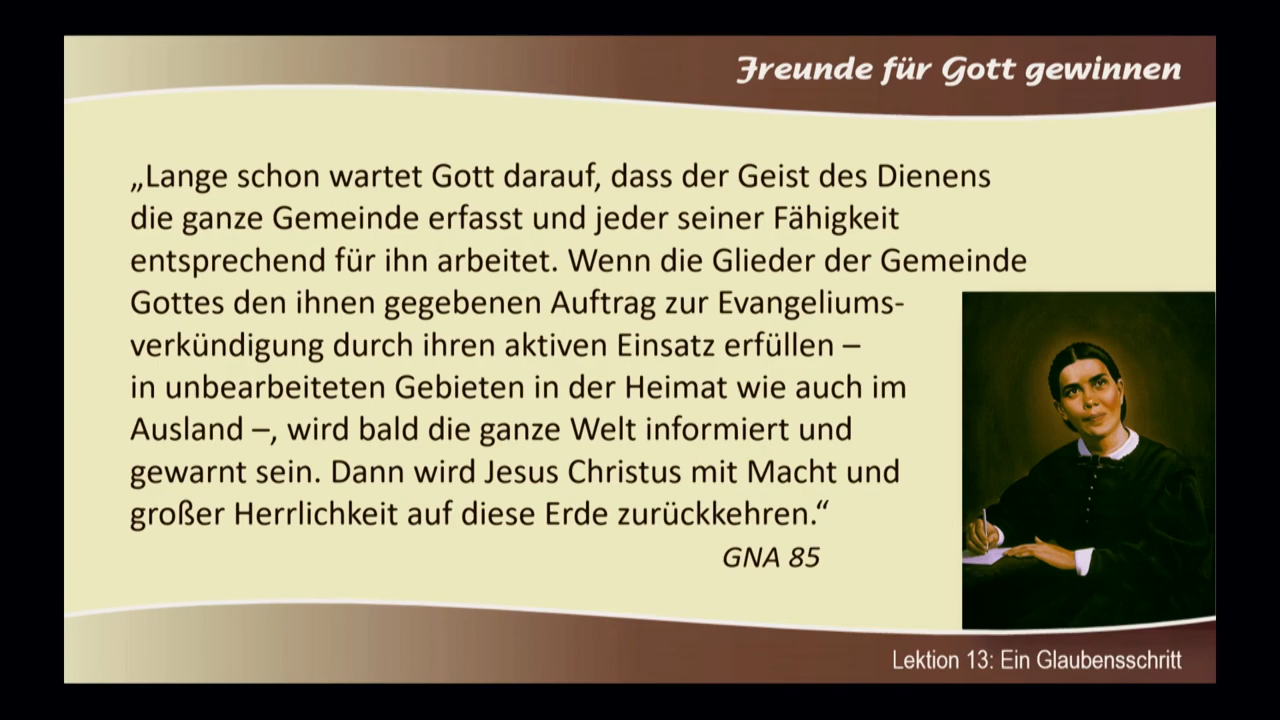 Freunde für Gott gewinnen
„Lange schon wartet Gott darauf, dass der Geist des Dienens
die ganze Gemeinde erfasst und jeder seiner Fähigkeit
entsprechend für ihn arbeitet. Wenn die Glieder der Gemeinde
Gottes den ihnen gegebenen Auftrag zur Evangeliums-
verkündigung durch ihren aktiven Einsatz erfüllen –
in unbearbeiteten Gebieten in der Heimat wie auch im
Ausland –, wird bald die ganze Welt informiert und
gewarnt sein. Dann wird Jesus Christus mit Macht und
großer Herrlichkeit auf diese Erde zurückkehren.“
GNA 85
Lektion 13: Ein Glaubensschritt